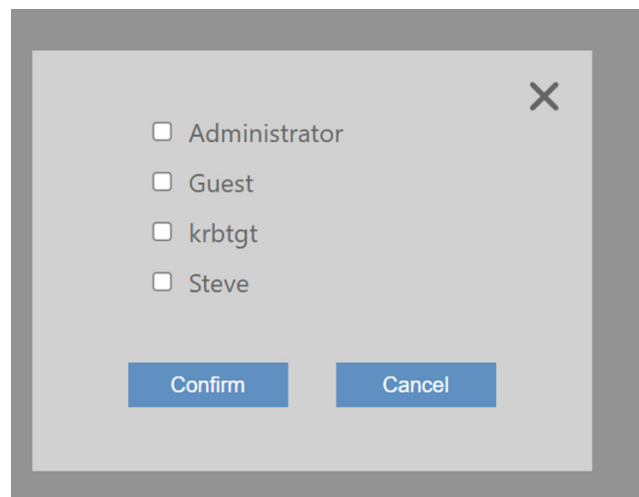 Administrator
Guest
krbtgt
Steve
Confirm Cancel